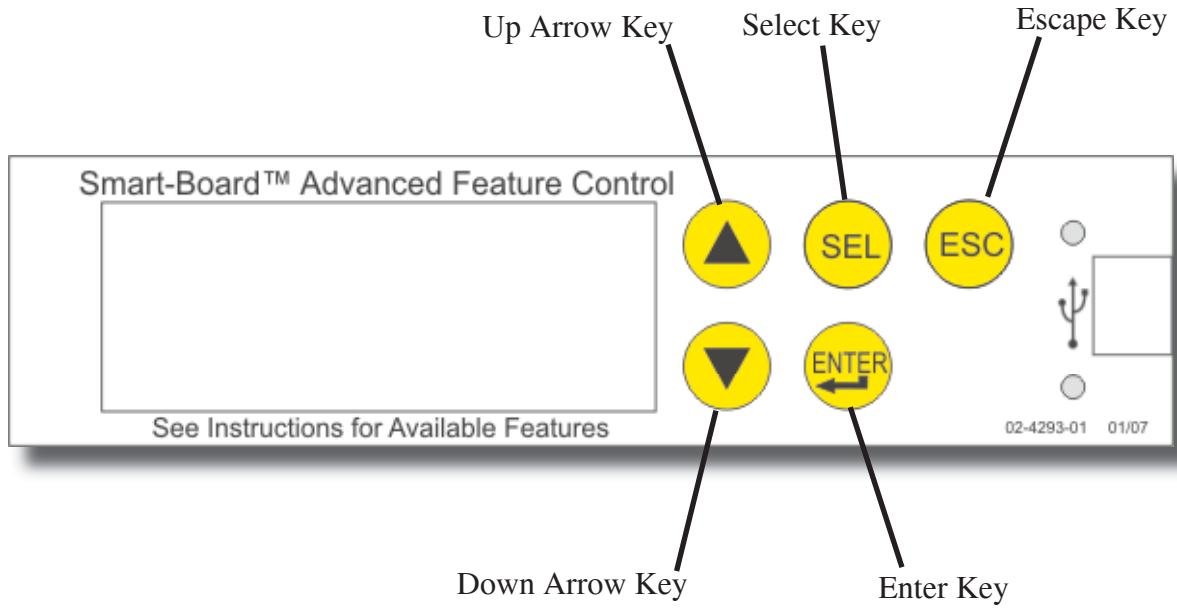 Up Arrow Key
Select Key
Escape Key
Smart-Board™ Advanced Feature Control
SEL
ESC
ENTER
See Instructions for Available Features
02-4293-01 01/07
Down Arrow Key
Enter Key